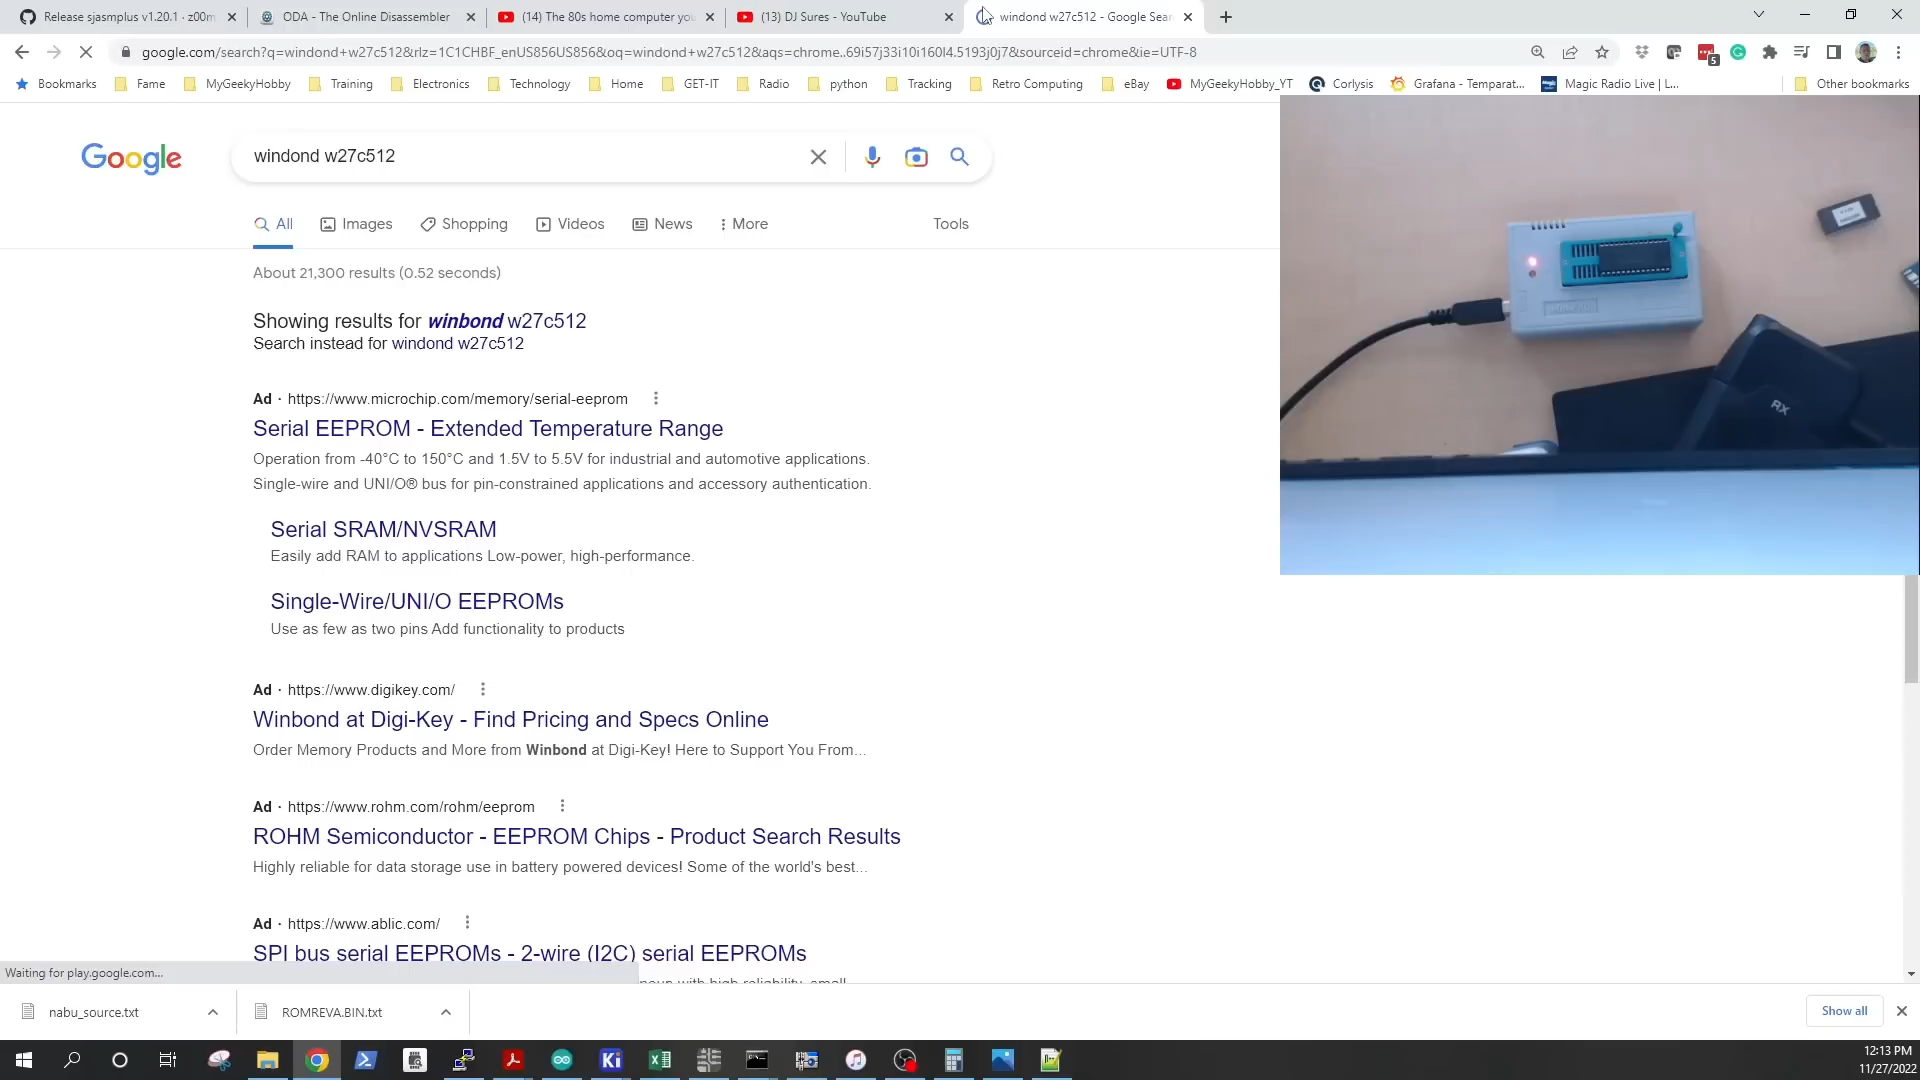 Release sjasmplus v1.20.1 · z00m
ODA - The Online Disassembler
(14) The 80s home computer you
(13) DJ Sures - YouTube
windond w27c512 - Google Sear
google.com/search?q=windond+w27c512&rlz=1C1CHBF_enUS856US856&oq=windond+w27c512&aqs=chrome..69i57j33i10i160l4.5193j0j7&sourceid=chrome&ie=UTF-8
5
Bookmarks
Fame
MyGeekyHobby
Training
Electronics
Technology
Home
GET-IT
Radio
python
Tracking
Retro Computing
eBay
MyGeekyHobby_YT
Corlysis
Grafana - Temparat...
Magic Radio Live | L...
Other bookmarks
Google
windond w27c512
All
Images
Shopping
Videos
News
More
Tools
About 21,300 results (0.52 seconds)
Showing results for winbond w27c512
Search instead for windond w27c512
Ad · https://www.microchip.com/memory/serial-eeprom
Serial EEPROM - Extended Temperature Range
Operation from -40°C to 150°C and 1.5V to 5.5V for industrial and automotive applications.
Single-wire and UNI/O® bus for pin-constrained applications and accessory authentication.
Serial SRAM/NVSRAM
Easily add RAM to applications Low-power, high-performance.
Single-Wire/UNI/O EEPROMs
Use as few as two pins Add functionality to products
Ad · https://www.digikey.com/
Winbond at Digi-Key - Find Pricing and Specs Online
Order Memory Products and More from Winbond at Digi-Key! Here to Support You From...
Ad · https://www.rohm.com/rohm/eeprom
ROHM Semiconductor - EEPROM Chips - Product Search Results
Highly reliable for data storage use in battery powered devices! Some of the world's best...
Ad · https://www.ablic.com/
SPI bus serial EEPROMs - 2-wire (I2C) serial EEPROMs
Waiting for play.google.com...
RX
nabu_source.txt
ROMREVA.BIN.txt
Show all
Ki
12:13 PM
11/27/2022